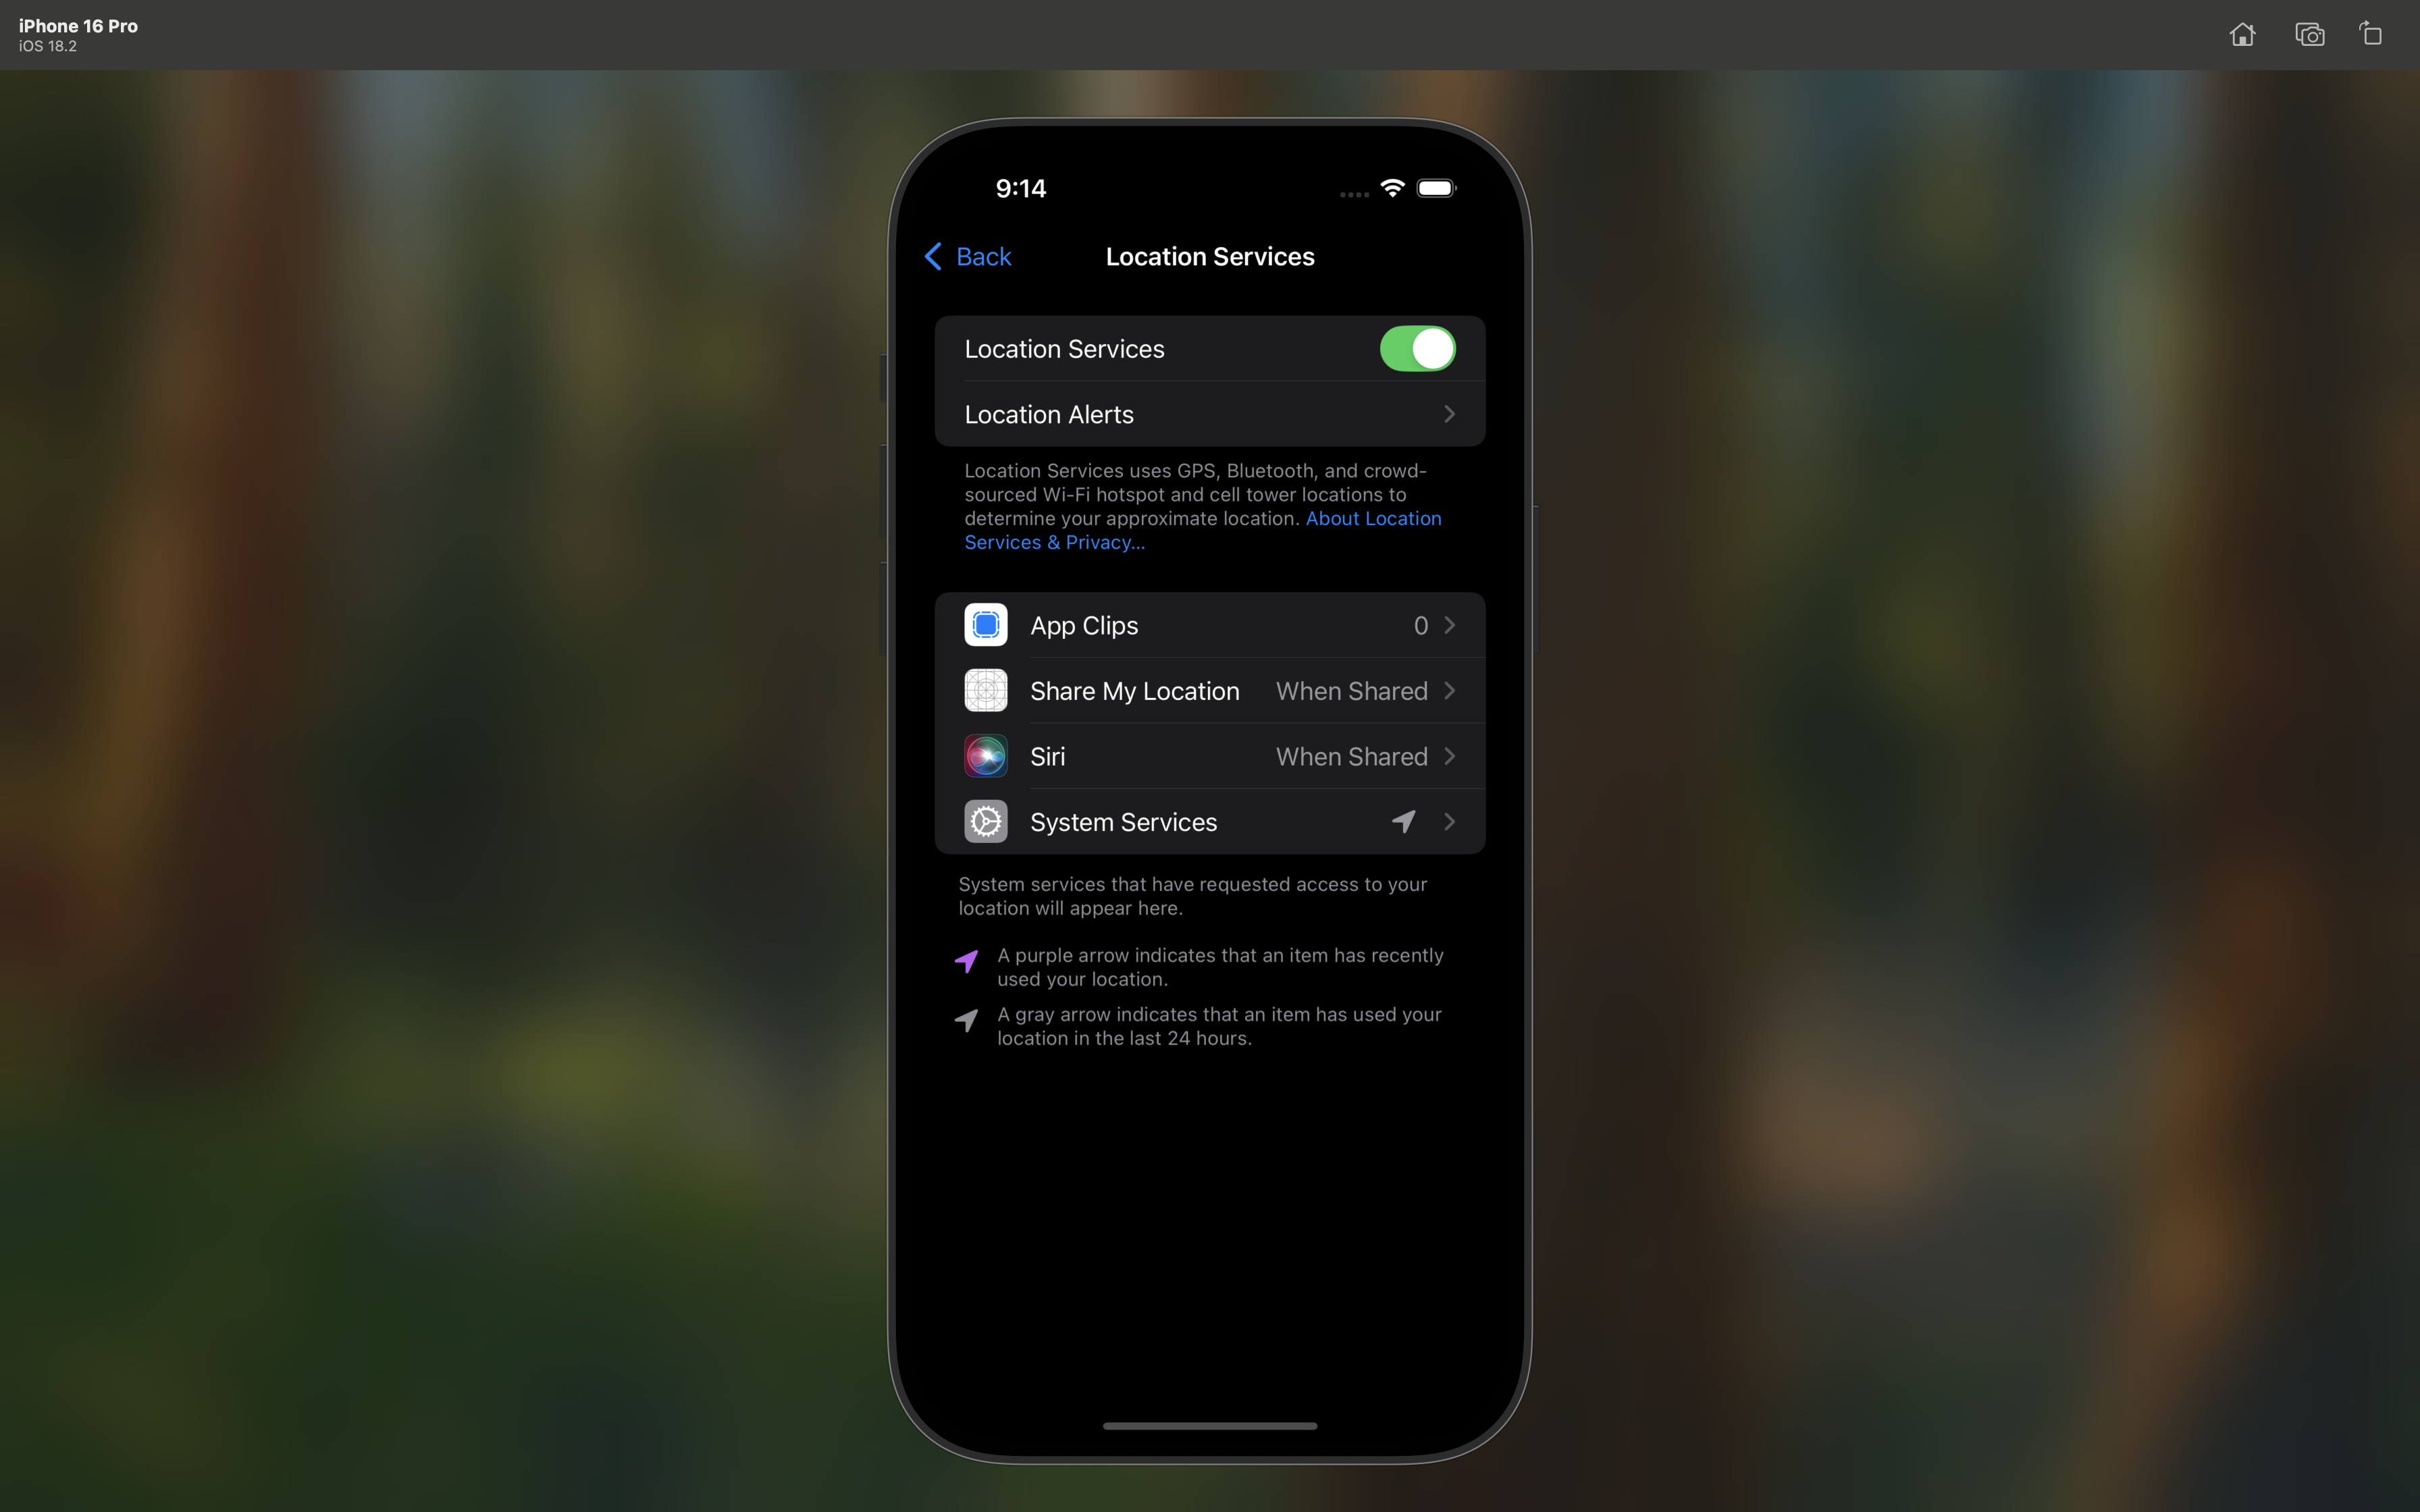 iPhone 16 Pro
iOS 18.2
9:14
Back
Location Services
Location Services
Location Alerts
Location Services uses GPS, Bluetooth, and crowd-
sourced Wi-Fi hotspot and cell tower locations to
determine your approximate location. About Location
Services & Privacy...
App Clips 0
Share My Location When Shared
Siri When Shared
System Services
System services that have requested access to your
location will appear here.
A purple arrow indicates that an item has recently
used your location.
A gray arrow indicates that an item has used your
location in the last 24 hours.